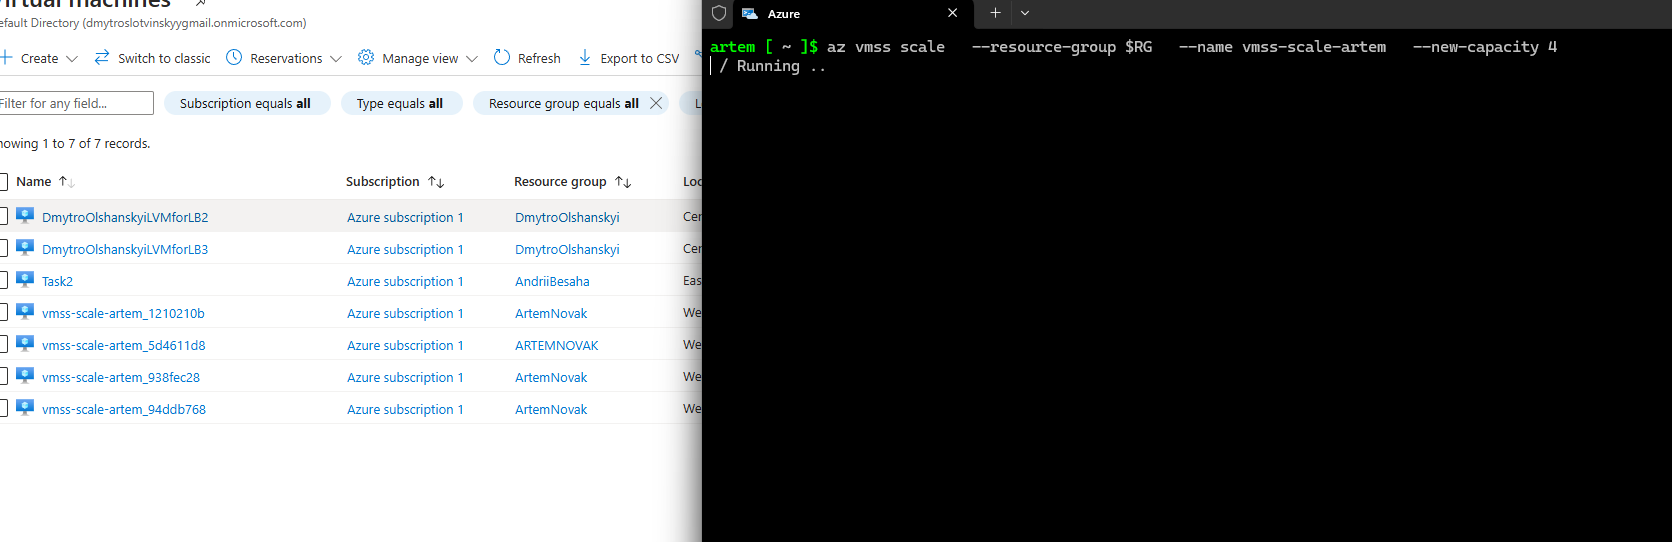 Virtual machines
efault Directory (dmytroslotvinskyygmail.onmicrosoft.com)
Create
Switch to classic
Reservations
Manage view
Refresh
Export to CSV
Filter for any field...
Subscription equals all
Type equals all
Resource group equals all
L
howing 1 to 7 of 7 records.
Name
Subscription
Resource group
Loc
DmytroOlshanskyiLVMforLB2 Azure subscription 1 DmytroOlshanskyi Cer
DmytroOlshanskyiLVMforLB3 Azure subscription 1 DmytroOlshanskyi Cer
Task2 Azure subscription 1 AndriiBesaha Eas
vmss-scale-artem_1210210b Azure subscription 1 ArtemNovak We
vmss-scale-artem_5d4611d8 Azure subscription 1 ARTEMNOVAK We
vmss-scale-artem_938fec28 Azure subscription 1 ArtemNovak We
vmss-scale-artem_94ddb768 Azure subscription 1 ArtemNovak We
Azure
artem [ ~ ]$ az vmss scale --resource-group $RG --name vmss-scale-artem --new-capacity 4
/ Running ..